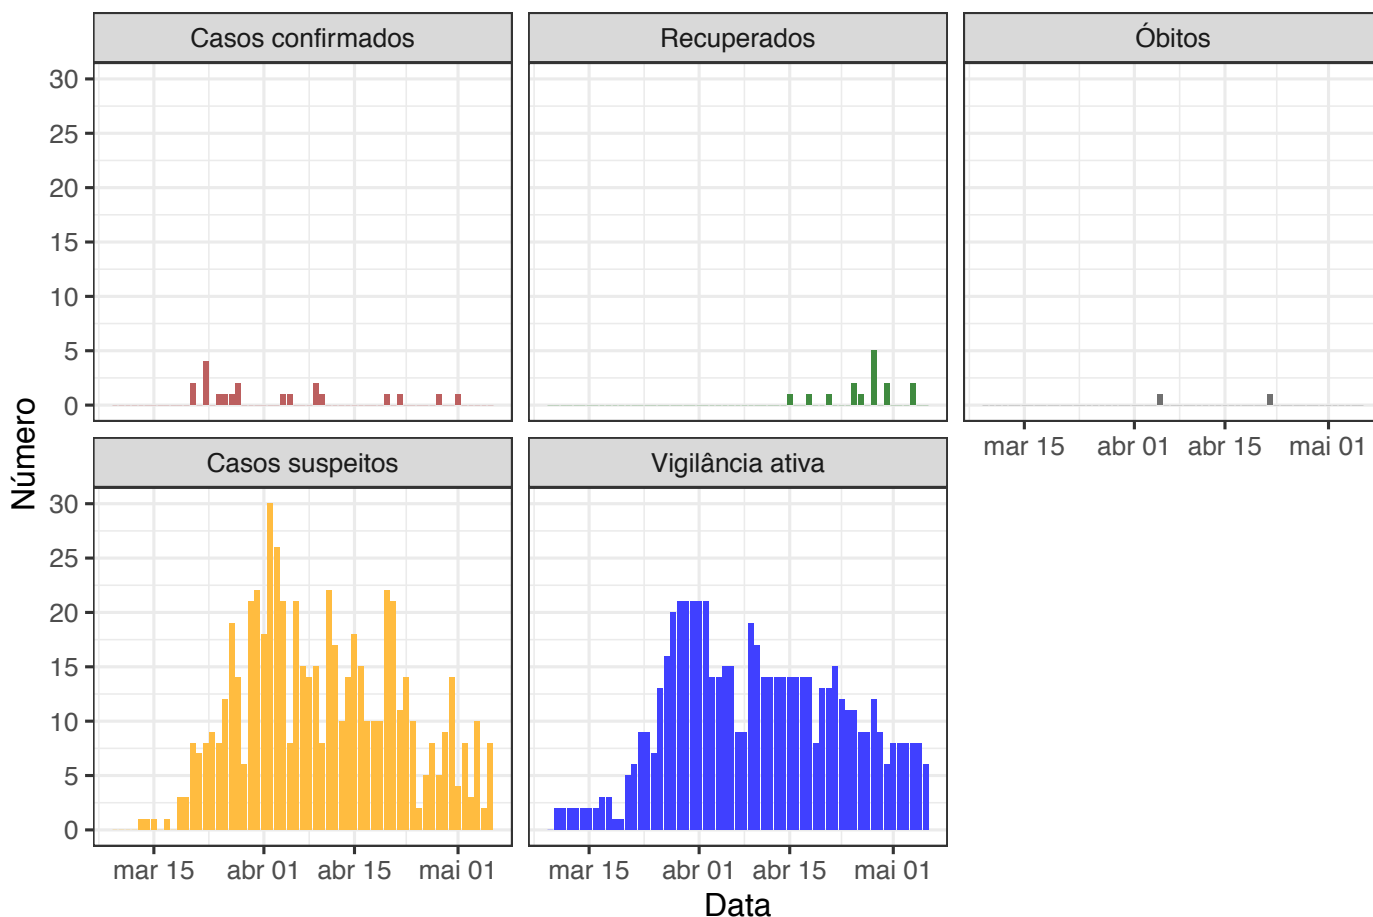 Casos confirmados
Recuperados
Óbitos
30
25
20
15
10
5
0
mar 15
abr 01
abr 15
mai 01
Número
Casos suspeitos
Vigilância ativa
30
25
20
15
10
5
0
mar 15
abr 01
abr 15
mai 01
mar 15
abr 01
abr 15
mai 01
Data